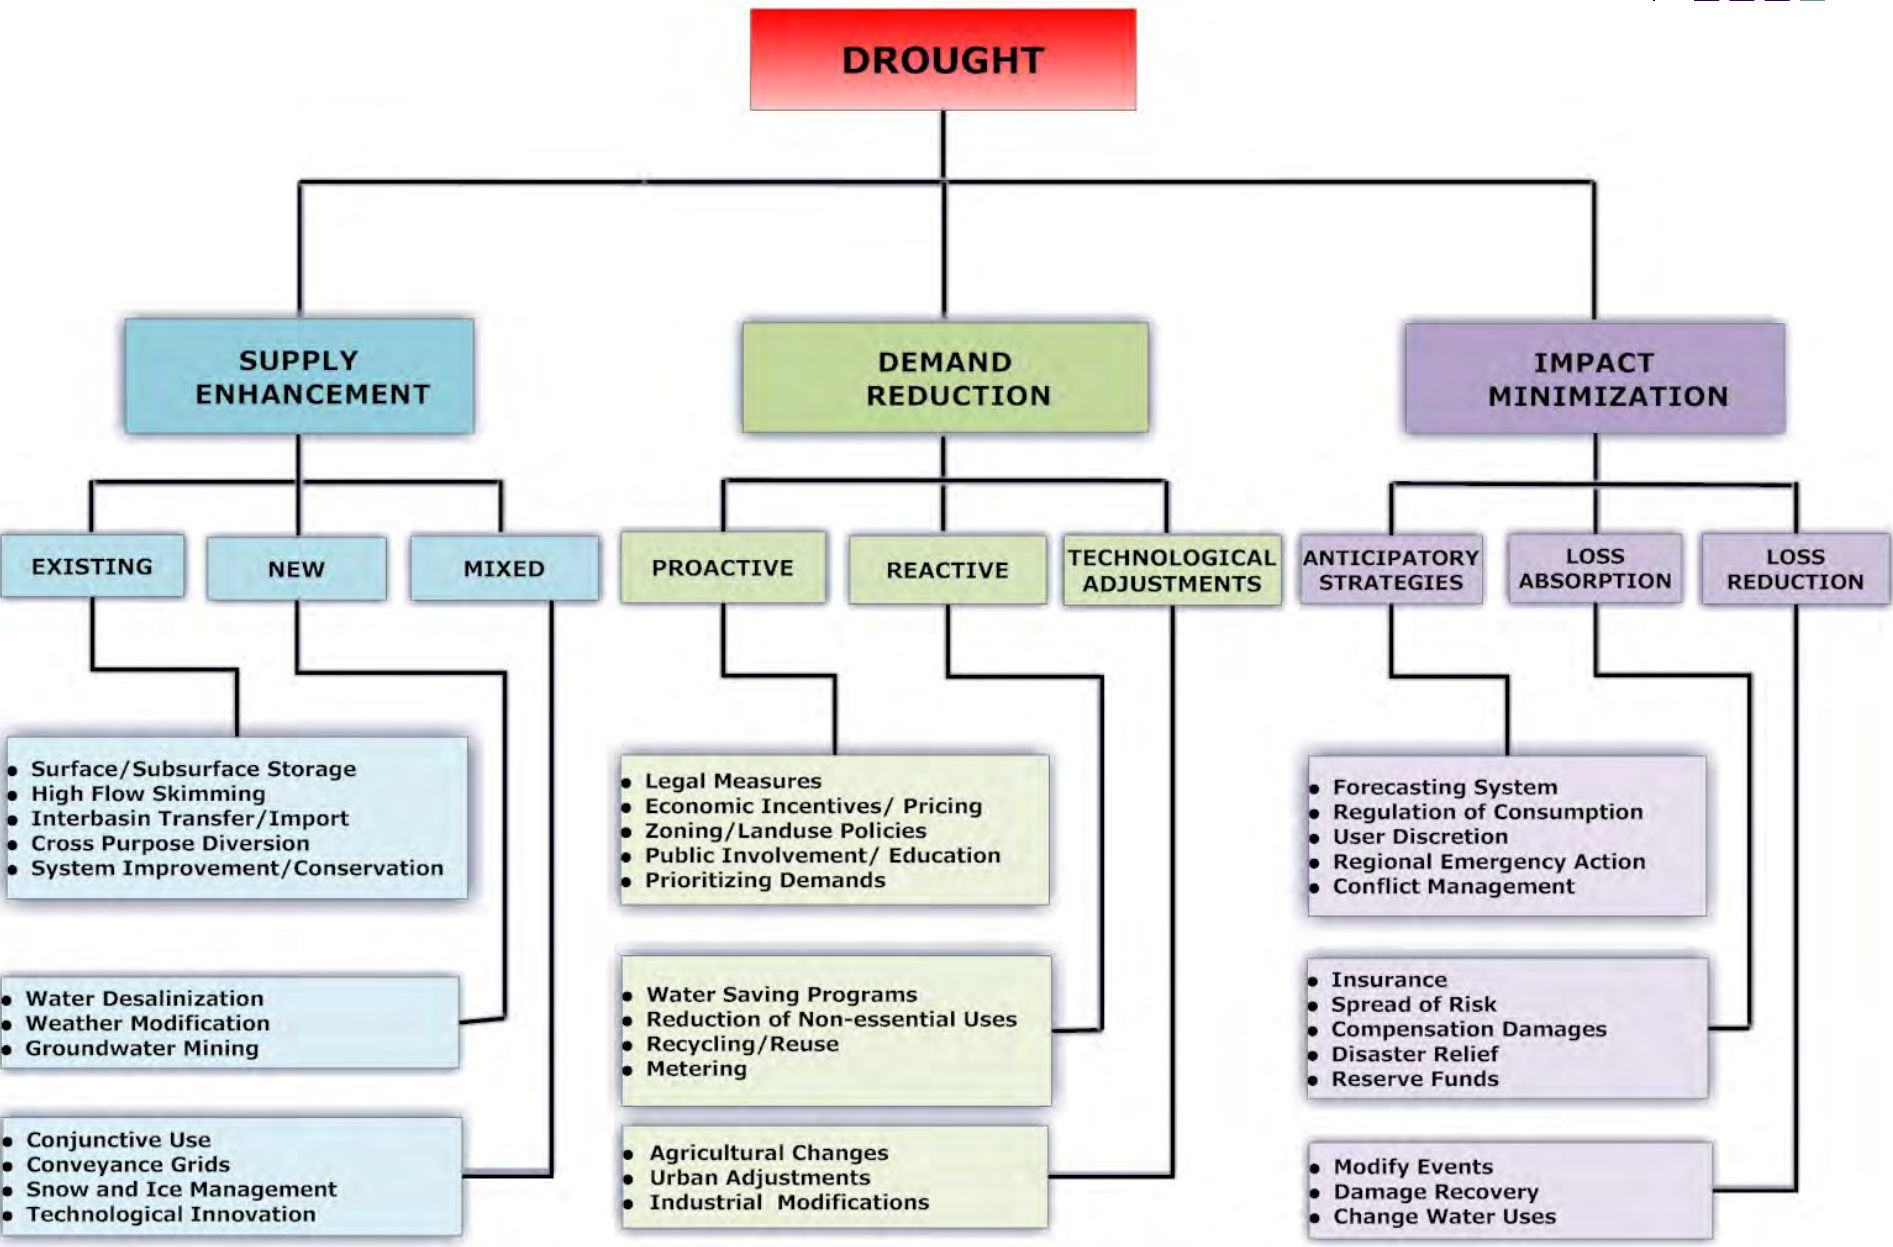 DROUGHT
SUPPLY
ENHANCEMENT
DEMAND
REDUCTION
IMPACT
MINIMIZATION
EXISTING
NEW
MIXED
PROACTIVE
REACTIVE
TECHNOLOGICAL
ADJUSTMENTS
ANTICIPATORY
STRATEGIES
LOSS
ABSORPTION
LOSS
REDUCTION
• Surface/Subsurface Storage
• High Flow Skimming
• Interbasin Transfer/Import
• Cross Purpose Diversion
• System Improvement/Conservation
• Water Desalinization
• Weather Modification
• Groundwater Mining
• Conjunctive Use
• Conveyance Grids
• Snow and Ice Management
• Technological Innovation
• Legal Measures
• Economic Incentives/ Pricing
• Zoning/Landuse Policies
• Public Involvement/ Education
• Prioritizing Demands
• Water Saving Programs
• Reduction of Non-essential Uses
• Recycling/Reuse
• Metering
• Agricultural Changes
• Urban Adjustments
• Industrial Modifications
• Forecasting System
• Regulation of Consumption
• User Discretion
• Regional Emergency Action
• Conflict Management
• Insurance
• Spread of Risk
• Compensation Damages
• Disaster Relief
• Reserve Funds
• Modify Events
• Damage Recovery
• Change Water Uses